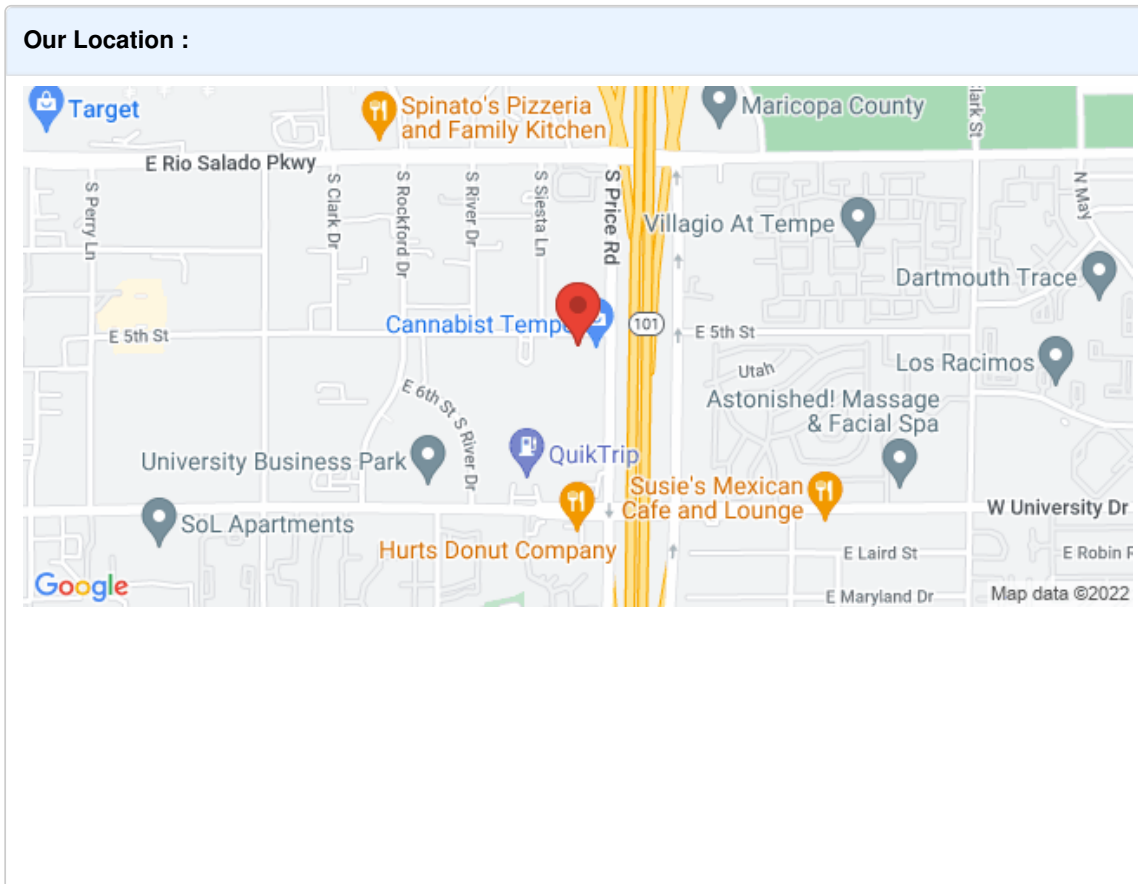 Our Location :
Target
Spinato's Pizzeria
and Family Kitchen
Maricopa County
lark St
E Rio Salado Pkwy
S Perry Ln
S Clark Dr
S Rockford Dr
S River Dr
S Siesta Ln
S Price Rd
N May
Villagio At Tempe
Dartmouth Trace
Cannabist Tempe
101
E 5th St
E 5th St
Los Racimos
Utah
E 6th St
S River Dr
Astonished! Massage
& Facial Spa
University Business Park
QuikTrip
Susie's Mexican
Cafe and Lounge
W University Dr
SoL Apartments
Hurts Donut Company
E Laird St
E Robin R
Google
E Maryland Dr
Map data ©2022